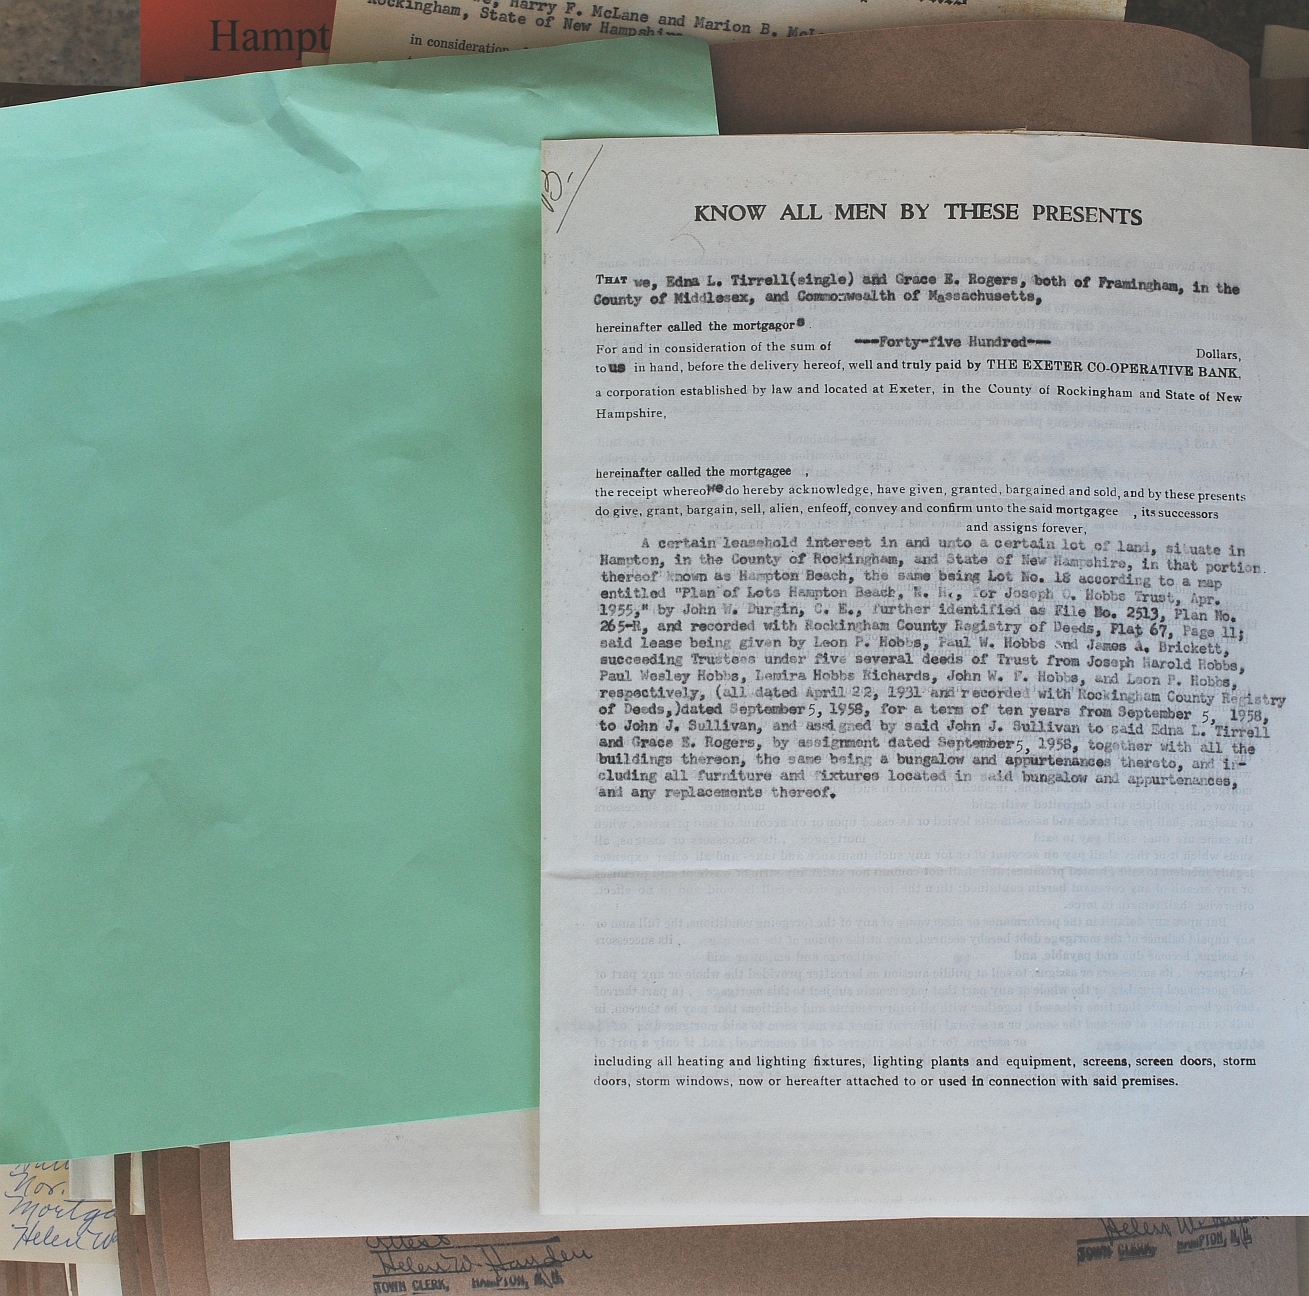 Hampt
Harry F. McLane and Marion B.
Rockingham, State of New Hampshire
in consideration
KNOW ALL MEN BY THESE PRESENTS
THAT we, Edna L. Tirrell(single) and Grace E. Rogers, both of Framingham, in the
County of Middlesex, and Commonwealth of Massachusetts,
hereinafter called the mortgagors
For and in consideration of the sum of ---Forty-five Hundred---
Dollars,
to us in hand, before the delivery hereof, well and truly paid by THE EXETER CO-OPERATIVE BANK,
a corporation established by law and located at Exeter, in the County of Rockingham and State of New
Hampshire,
hereinafter called the mortgagee ,
the receipt whereof we do hereby acknowledge, have given, granted, bargained and sold, and by these presents
do give, grant, bargain, sell, alien, enfeoff, convey and confirm unto the said mortgagee , its successors
and assigns forever,
A certain leasehold interest in and unto a certain lot of land, situate in
Hampton, in the County of Rockingham, and State of New Hampshire, in that portion
thereof known as Hampton Beach, the same being Lot No. 18 according to a map
entitled "Plan of Lots Hampton Beach, N. H., for Joseph O. Hobbs Trust, Apr.
1955," by John W. Durgin, C. E., further identified as File No. 2513, Plan No.
265-R, and recorded with Rockingham County Registry of Deeds, Plat 67, Page 11;
said lease being given by Leon P. Hobbs, Paul W. Hobbs and James A. Brickett,
succeeding Trustees under five several deeds of Trust from Joseph Harold Hobbs,
Paul Wesley Hobbs, Lemira Hobbs Richards, John W. F. Hobbs, and Leon P. Hobbs,
respectively, (all dated April 22, 1931 and recorded with Rockingham County Registry
of Deeds,)dated September 5, 1958, for a term of ten years from September 5, 1958,
to John J. Sullivan, and assigned by said John J. Sullivan to said Edna L. Tirrell
and Grace E. Rogers, by assignment dated September 5, 1958, together with all the
buildings thereon, the same being a bungalow and appurtenances thereto, and in-
cluding all furniture and fixtures located in said bungalow and appurtenances,
and any replacements thereof.
including all heating and lighting fixtures, lighting plants and equipment, screens, screen doors, storm
doors, storm windows, now or hereafter attached to or used in connection with said premises.
Nov.
Mortga
Helen W
Attest
Helen W. Hayden
TOWN CLERK, HAMPTON, N.H.
Helen W.
TOWN CLERK, HAMPTON, N.H.